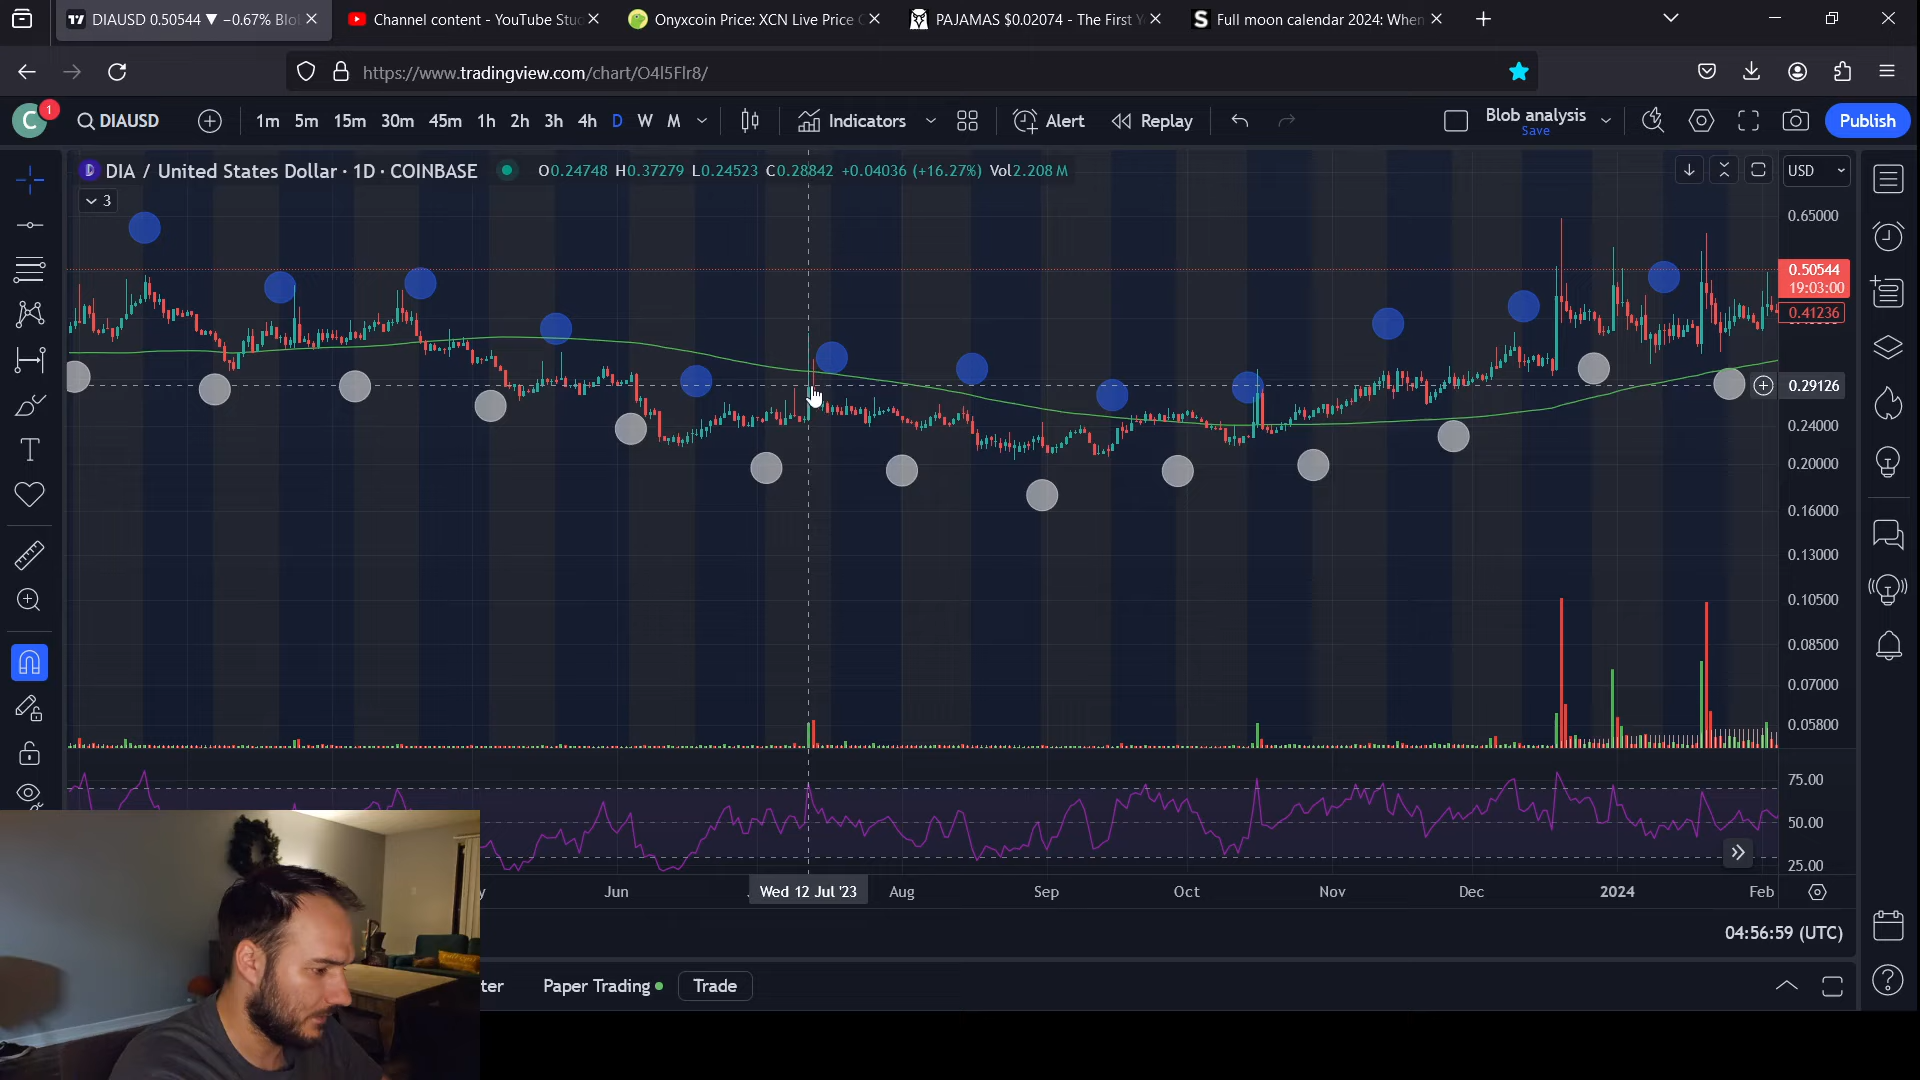 DIAUSD 0.50544 ▼ −0.67% Blo
Channel content - YouTube Stu
Onyxcoin Price: XCN Live Price
PAJAMAS $0.02074 - The First Y
Full moon calendar 2024: When
https://www.tradingview.com/chart/O4l5Flr8/
C
1
DIAUSD
1m 5m 15m 30m 45m 1h 2h 3h 4h D W M
Indicators
Alert
Replay
Blob analysis
Save
Publish
DIA / United States Dollar · 1D · COINBASE
O0.24748 H0.37279 L0.24523 C0.28842 +0.04036 (+16.27%) Vol2.208 M
USD
3
0.65000
0.50544
19:03:00
0.41236
0.29126
0.24000
0.20000
0.16000
0.13000
0.10500
0.08500
0.07000
0.05800
75.00
50.00
25.00
Jun
Wed 12 Jul '23
Aug
Sep
Oct
Nov
Dec
2024
Feb
04:56:59 (UTC)
ter
Paper Trading
Trade